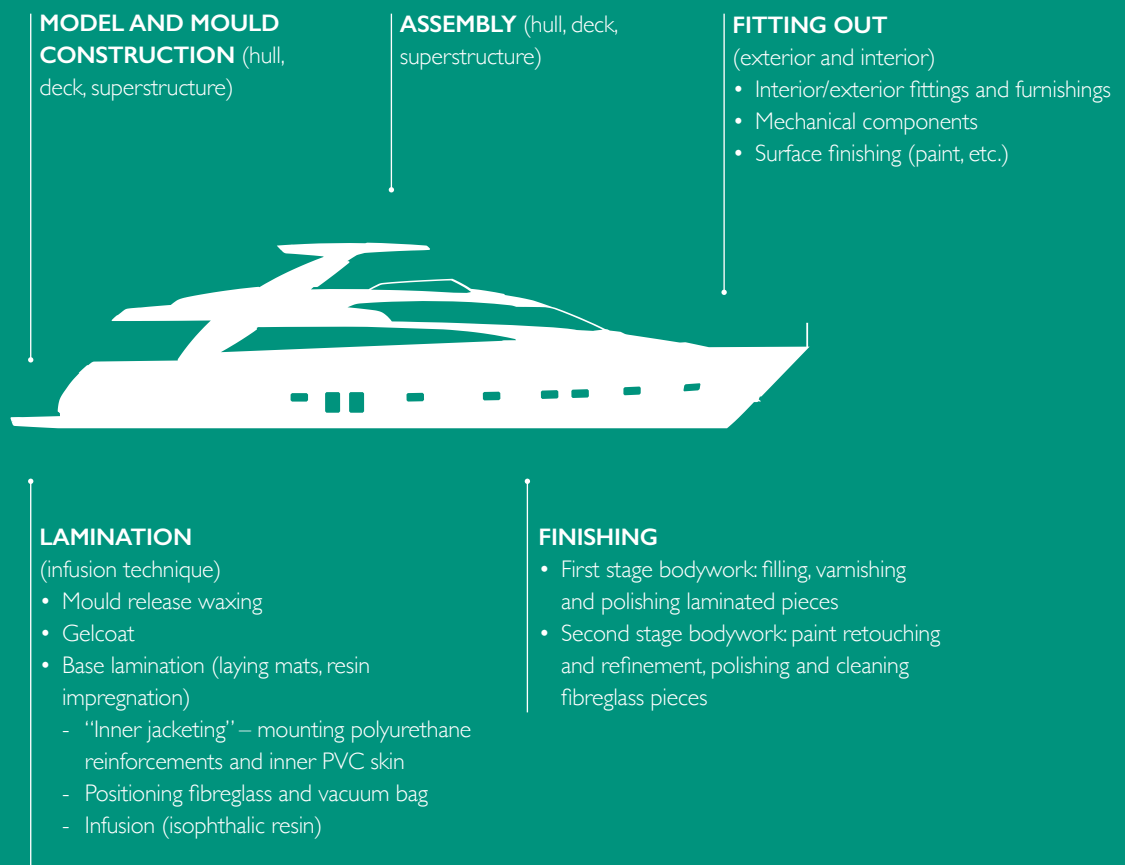 MODEL AND MOULD
CONSTRUCTION (hull,
deck, superstructure)
ASSEMBLY (hull, deck,
superstructure)
FITTING OUT
(exterior and interior)
• Interior/exterior fittings and furnishings
• Mechanical components
• Surface finishing (paint, etc.)
LAMINATION
(infusion technique)
• Mould release waxing
• Gelcoat
• Base lamination (laying mats, resin
impregnation)
- “Inner jacketing” – mounting polyurethane
reinforcements and inner PVC skin
- Positioning fibreglass and vacuum bag
- Infusion (isophthalic resin)
FINISHING
• First stage bodywork: filling, varnishing
and polishing laminated pieces
• Second stage bodywork: paint retouching
and refinement, polishing and cleaning
fibreglass pieces